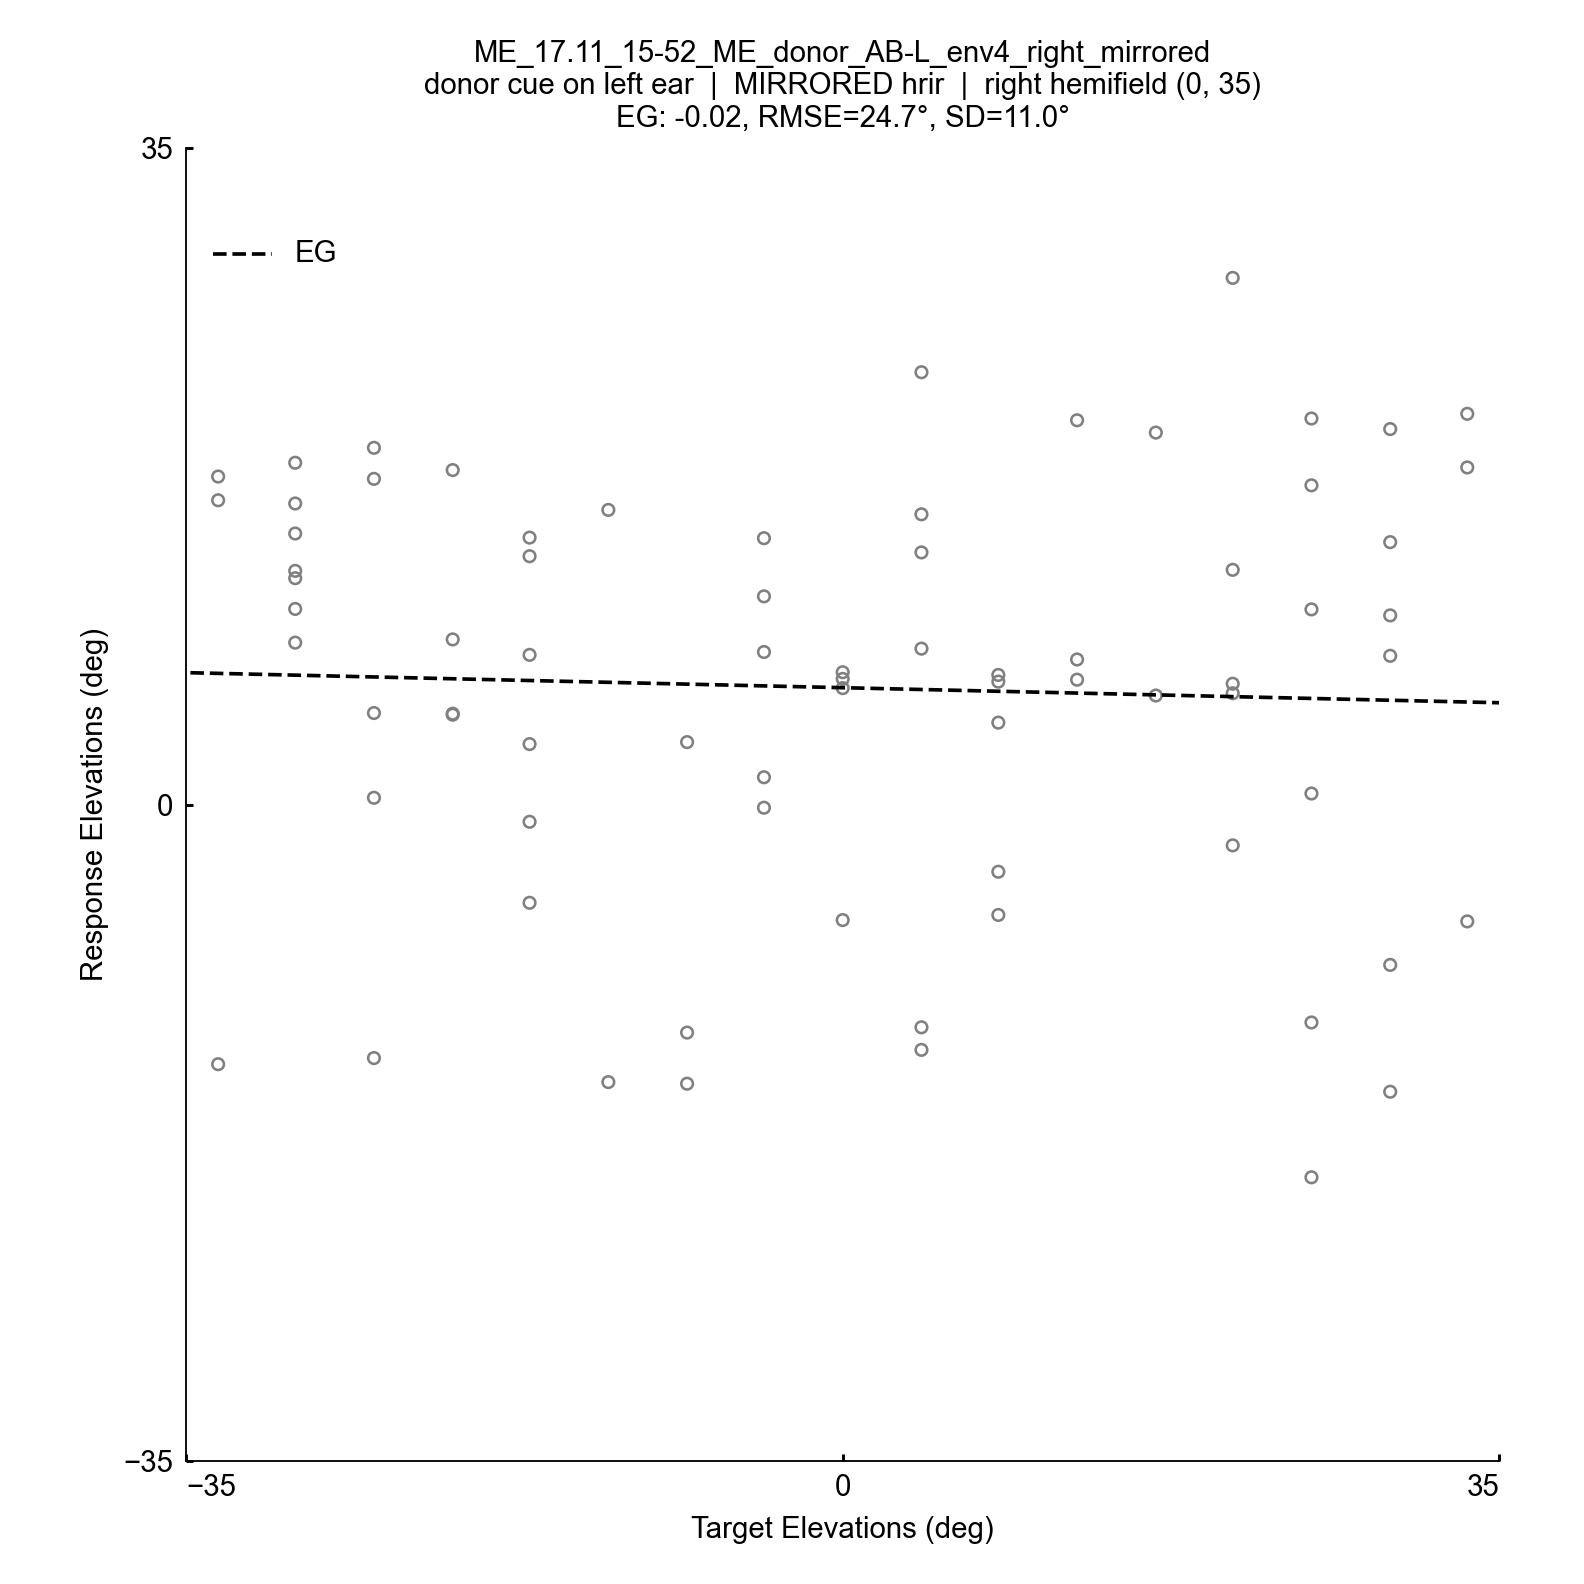 ME_17.11_15-52_ME_donor_AB-L_env4_right_mirrored
donor cue on left ear | MIRRORED hrir | right hemifield (0, 35)
EG: -0.02, RMSE=24.7°, SD=11.0°
35
EG
Response Elevations (deg)
0
−35
−35
0
35
Target Elevations (deg)